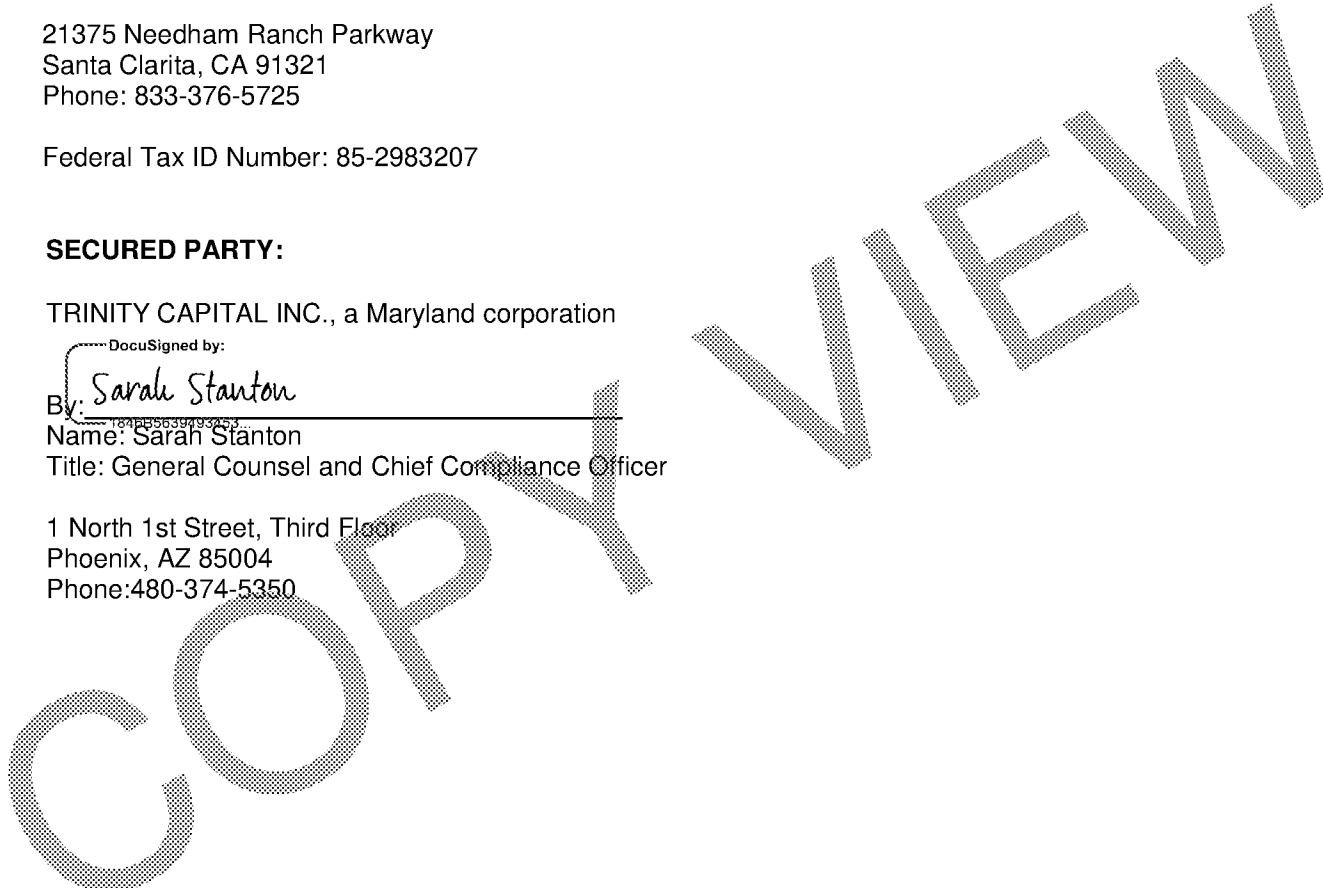 21375 Needham Ranch Parkway
Santa Clarita, CA 91321
Phone: 833-376-5725
Federal Tax ID Number: 85-2983207
SECURED PARTY:
TRINITY CAPITAL INC., a Maryland corporation
DocuSigned by:
Sarah Stanton
By:
1846B5639493453...
Name: Sarah Stanton
Title: General Counsel and Chief Compliance Officer
1 North 1st Street, Third Floor
Phoenix, AZ 85004
Phone:480-374-5350
COPY VIEW